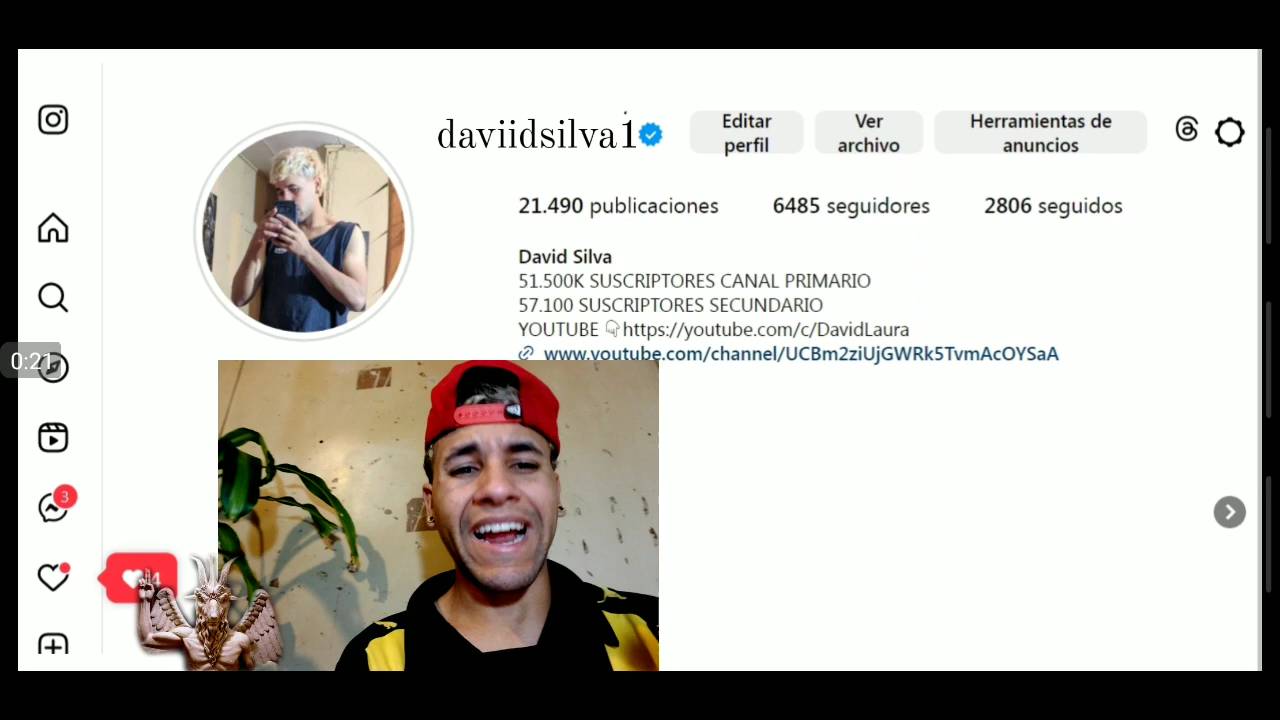 daviidsilva1
Editar
perfil
Ver
archivo
Herramientas de
anuncios
21.490 publicaciones
6485 seguidores
2806 seguidos
David Silva
51.500K SUSCRIPTORES CANAL PRIMARIO
57.100 SUSCRIPTORES SECUNDARIO
YOUTUBE 👇https://youtube.com/c/DavidLaura
www.youtube.com/channel/UCBm2ziUjGWRk5TvmAcOYSaA
0:21
3
4